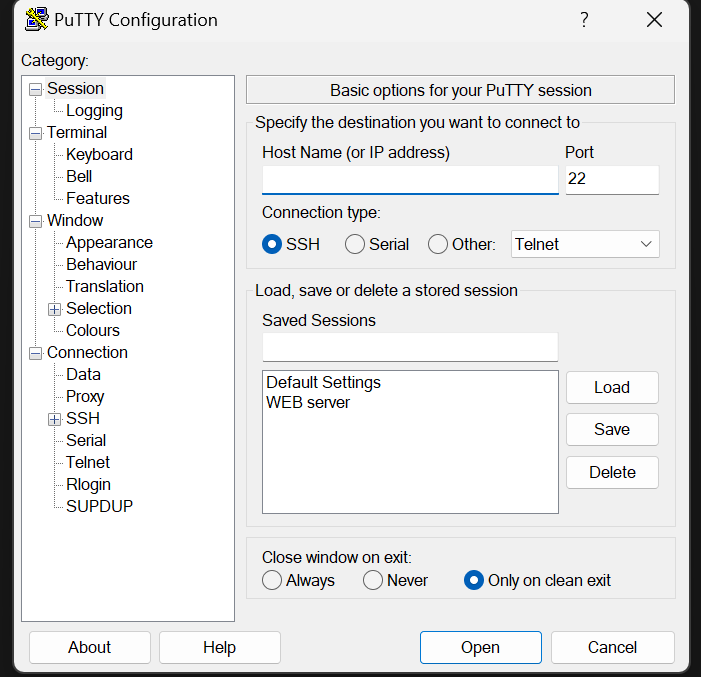 PuTTY Configuration
?
Category:
Session
Logging
Terminal
Keyboard
Bell
Features
Window
Appearance
Behaviour
Translation
Selection
Colours
Connection
Data
Proxy
SSH
Serial
Telnet
Rlogin
SUPDUP
Basic options for your PuTTY session
Specify the destination you want to connect to
Host Name (or IP address) Port
22
Connection type:
SSH Serial Other: Telnet
Load, save or delete a stored session
Saved Sessions
Default Settings
WEB server
Load
Save
Delete
Close window on exit:
Always Never Only on clean exit
About Help Open Cancel